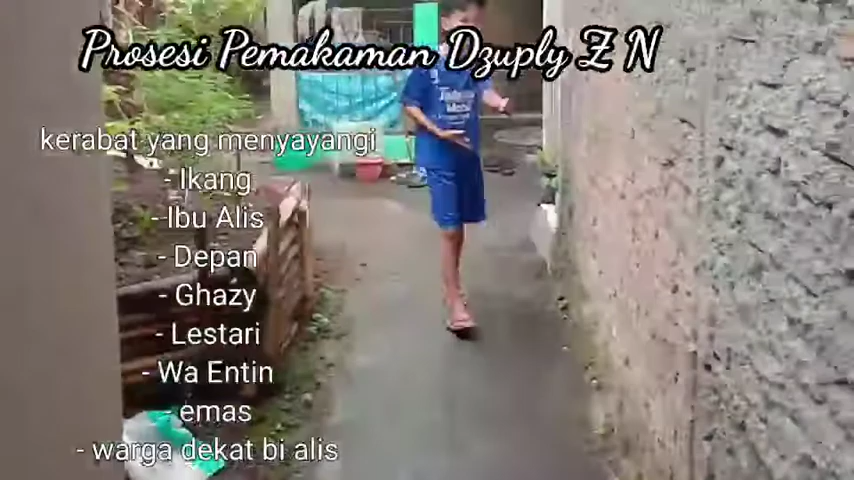 Prosesi Pemakaman Dzuply Z N
kerabat yang menyayangi
- Ikang
- Ibu Alis
- Depan
- Ghazy
- Lestari
- Wa Entin
- emas
- warga dekat bi alis